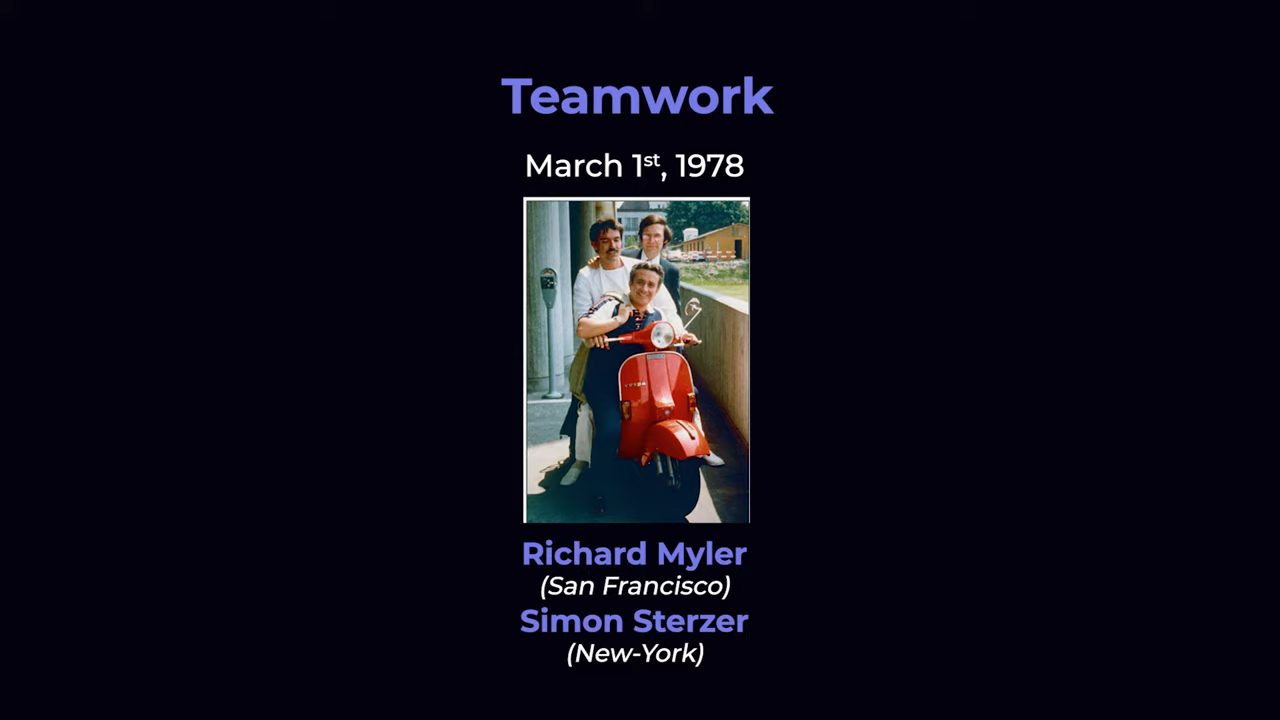 Teamwork
March 1st, 1978
Richard Myler
(San Francisco)
Simon Sterzer
(New-York)